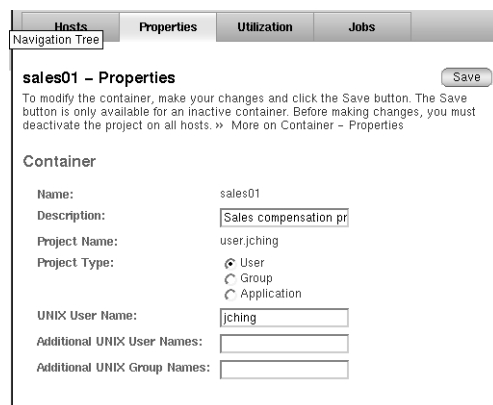 Hosts Properties Utilization Jobs
Navigation Tree
sales01 – Properties Save
To modify the container, make your changes and click the Save button. The Save
button is only available for an inactive container. Before making changes, you must
deactivate the project on all hosts. » More on Container – Properties
Container
Name: sales01
Description: Sales compensation pr
Project Name: user.jching
Project Type: User
Group
Application
UNIX User Name: jching
Additional UNIX User Names:
Additional UNIX Group Names: